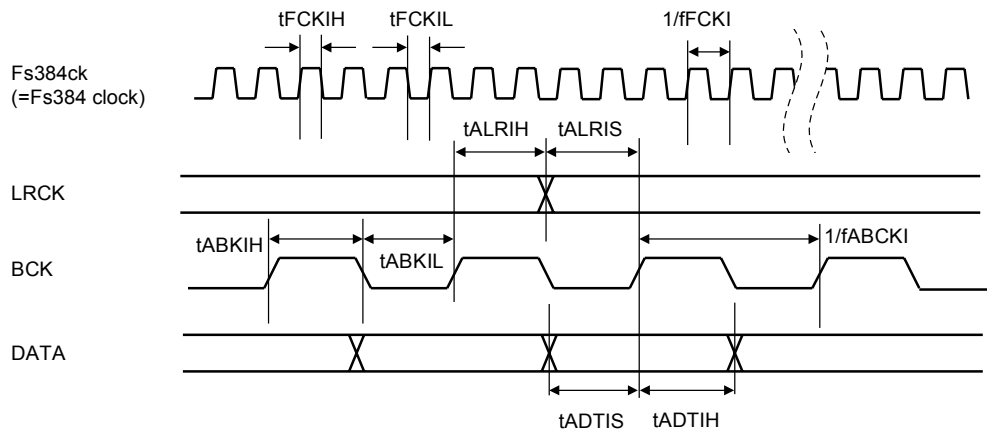 tFCKIH
tFCKIL
1/fFCKI
Fs384ck
(=Fs384 clock)
tALRIH
tALRIS
LRCK
tABKIH
tABKIL
1/fABCKI
BCK
DATA
tADTIS
tADTIH